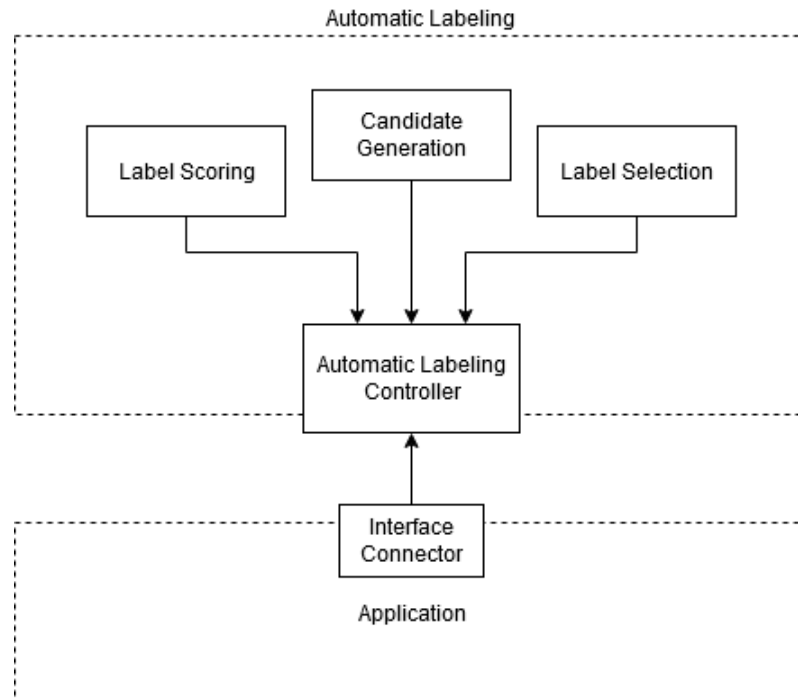 Automatic Labeling
Candidate
Generation
Label Scoring
Label Selection
Automatic Labeling
Controller
Interface
Connector
Application